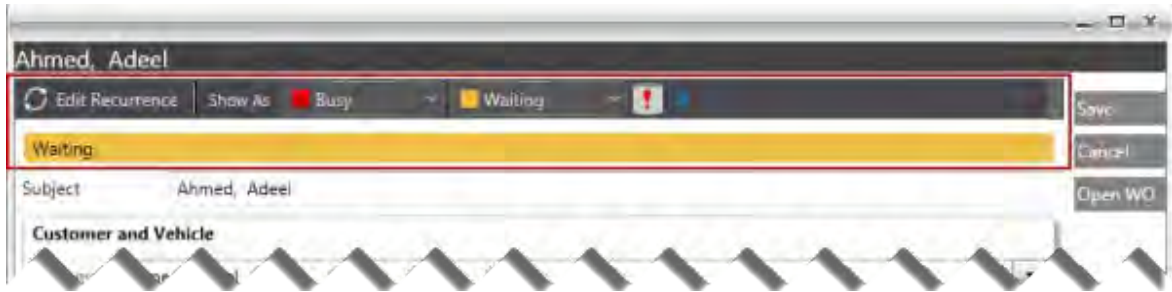 Ahmed, Adeel
Edit Recurrence Show As Busy Waiting
Save
Waiting
Cancel
Subject Ahmed, Adeel
Open WO
Customer and Vehicle